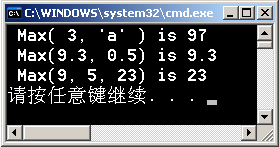 C:\WINDOWS\system32\cmd.exe
Max( 3, 'a' ) is 97
Max(9.3, 0.5) is 9.3
Max(9, 5, 23) is 23
请按任意键继续. . .